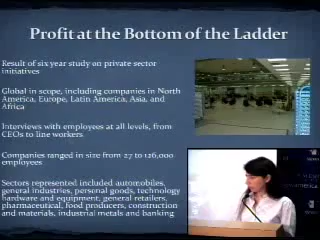 Profit at the Bottom of the Ladder
Result of six year study on private sector
initiatives
Global in scope, including companies in North
America, Europe, Latin America, Asia, and
Africa
Interviews with employees at all levels, from
CEOs to line workers
Companies ranged in size from 27 to 126,000
employees
Sectors represented included automobiles,
general industries, personal goods, technology
hardware and equipment, general retailers,
pharmaceutical, food producers, construction
and materials, industrial metals and banking